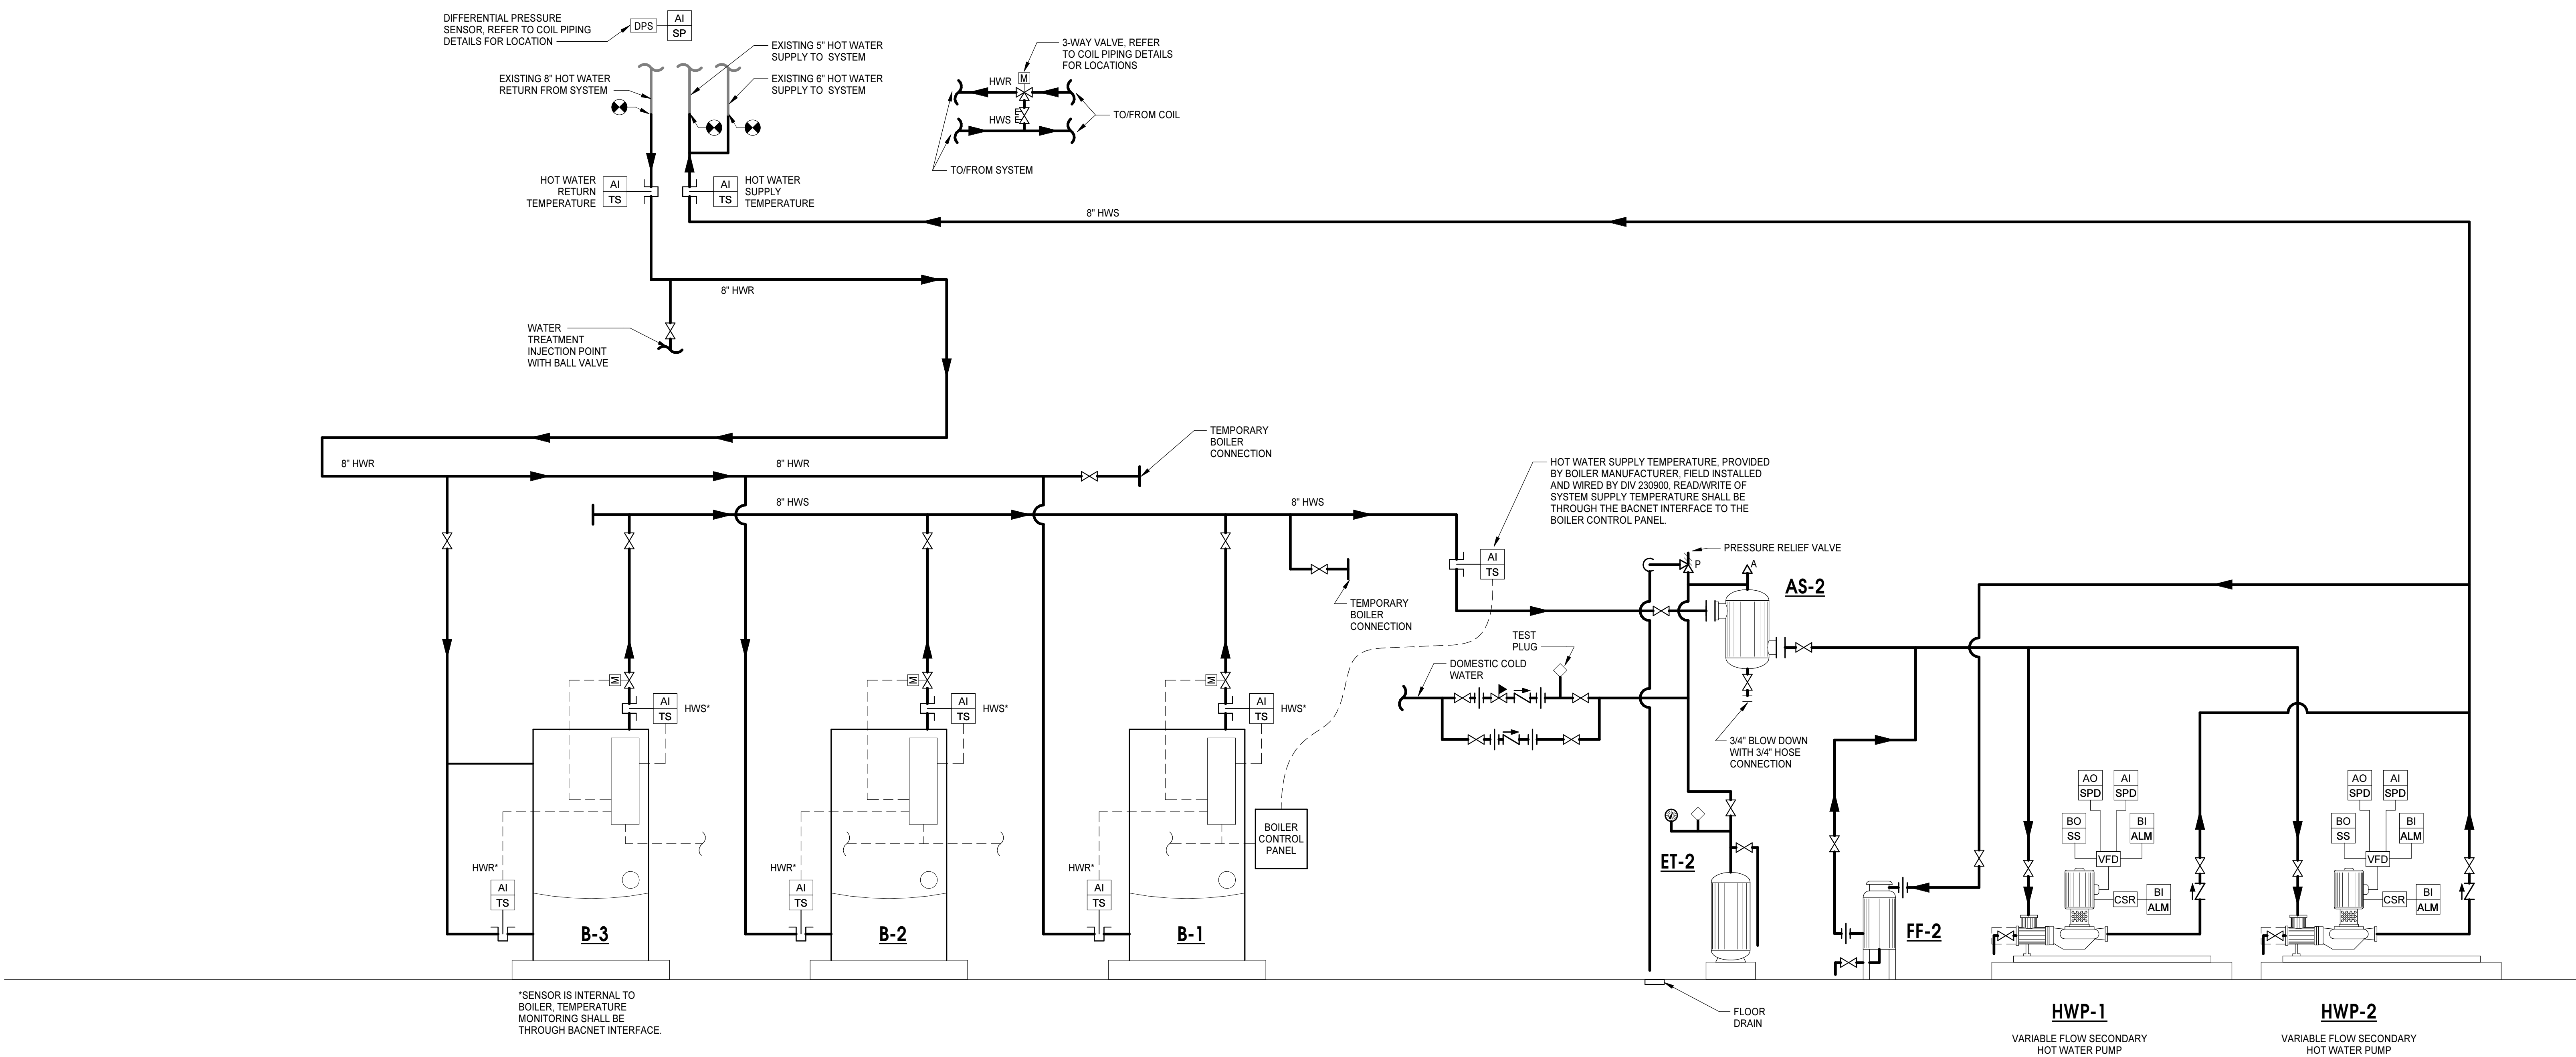 DIFFERENTIAL PRESSURE
SENSOR, REFER TO COIL PIPING
DETAILS FOR LOCATION
DPS
AI
SP
EXISTING 5" HOT WATER
SUPPLY TO SYSTEM
EXISTING 8" HOT WATER
RETURN FROM SYSTEM
EXISTING 6" HOT WATER
SUPPLY TO SYSTEM
3-WAY VALVE, REFER
TO COIL PIPING DETAILS
FOR LOCATIONS
HWR
M
HWS
TO/FROM COIL
TO/FROM SYSTEM
HOT WATER
RETURN
TEMPERATURE
AI
TS
AI
TS
HOT WATER
SUPPLY
TEMPERATURE
8" HWS
8" HWR
WATER
TREATMENT
INJECTION POINT
WITH BALL VALVE
TEMPORARY
BOILER
CONNECTION
8" HWR
8" HWR
8" HWS
8" HWS
HOT WATER SUPPLY TEMPERATURE, PROVIDED
BY BOILER MANUFACTURER, FIELD INSTALLED
AND WIRED BY DIV 230900, READ/WRITE OF
SYSTEM SUPPLY TEMPERATURE SHALL BE
THROUGH THE BACNET INTERFACE TO THE
BOILER CONTROL PANEL.
AI
TS
TEMPORARY
BOILER
CONNECTION
PRESSURE RELIEF VALVE
P
A
AS-2
TEST
PLUG
DOMESTIC COLD
WATER
3/4" BLOW DOWN
WITH 3/4" HOSE
CONNECTION
M
AI
TS
HWS*
M
AI
TS
HWS*
M
AI
TS
HWS*
HWR*
AI
TS
B-3
HWR*
AI
TS
B-2
HWR*
AI
TS
B-1
BOILER
CONTROL
PANEL
ET-2
FF-2
AO
SPD
AI
SPD
BO
SS
BI
ALM
VFD
CSR
BI
ALM
AO
SPD
AI
SPD
BO
SS
BI
ALM
VFD
CSR
BI
ALM
*SENSOR IS INTERNAL TO
BOILER, TEMPERATURE
MONITORING SHALL BE
THROUGH BACNET INTERFACE.
FLOOR
DRAIN
HWP-1
VARIABLE FLOW SECONDARY
HOT WATER PUMP
HWP-2
VARIABLE FLOW SECONDARY
HOT WATER PUMP